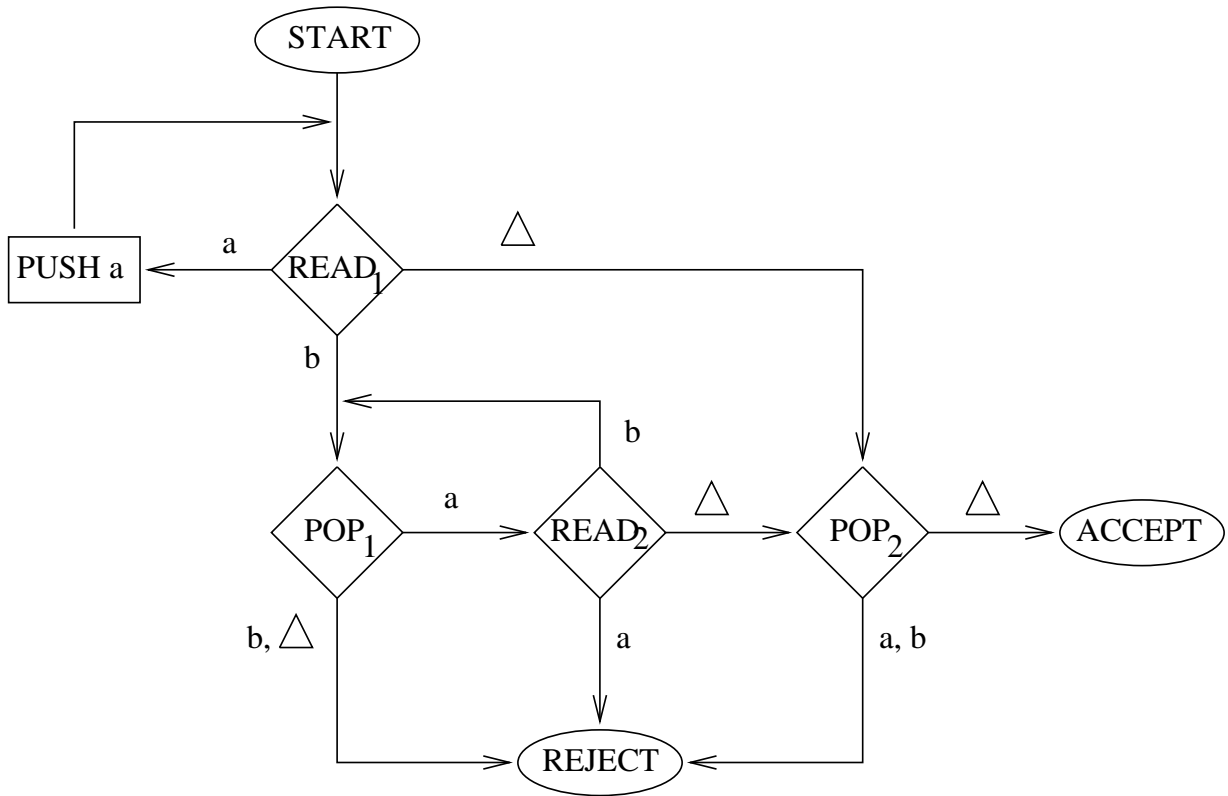 START
a
△
PUSH a
READ1
b
b
a
△
△
POP1
READ2
POP2
ACCEPT
b, △
a
a, b
REJECT